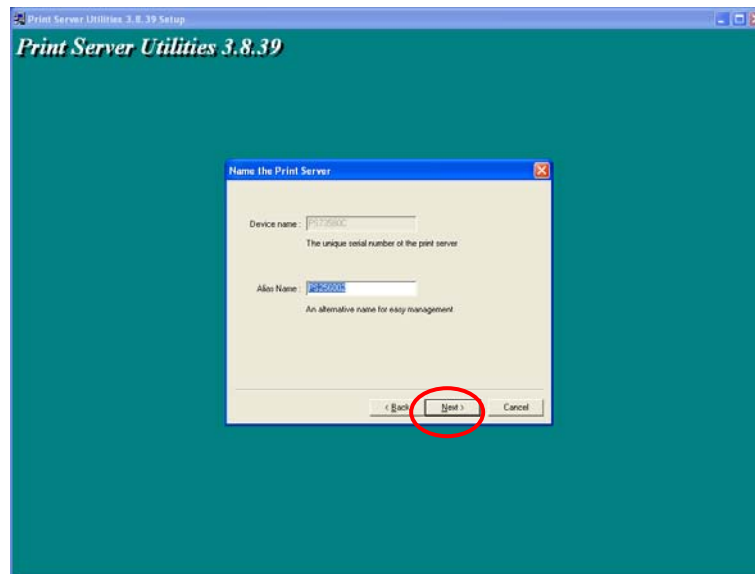 Print Server Utilities 3.8.39 Setup
Print Server Utilities 3.8.39
Name the Print Server
Device name :
The unique serial number of the print server
Alias Name :
An alternative name for easy management
< Back
Next >
Cancel